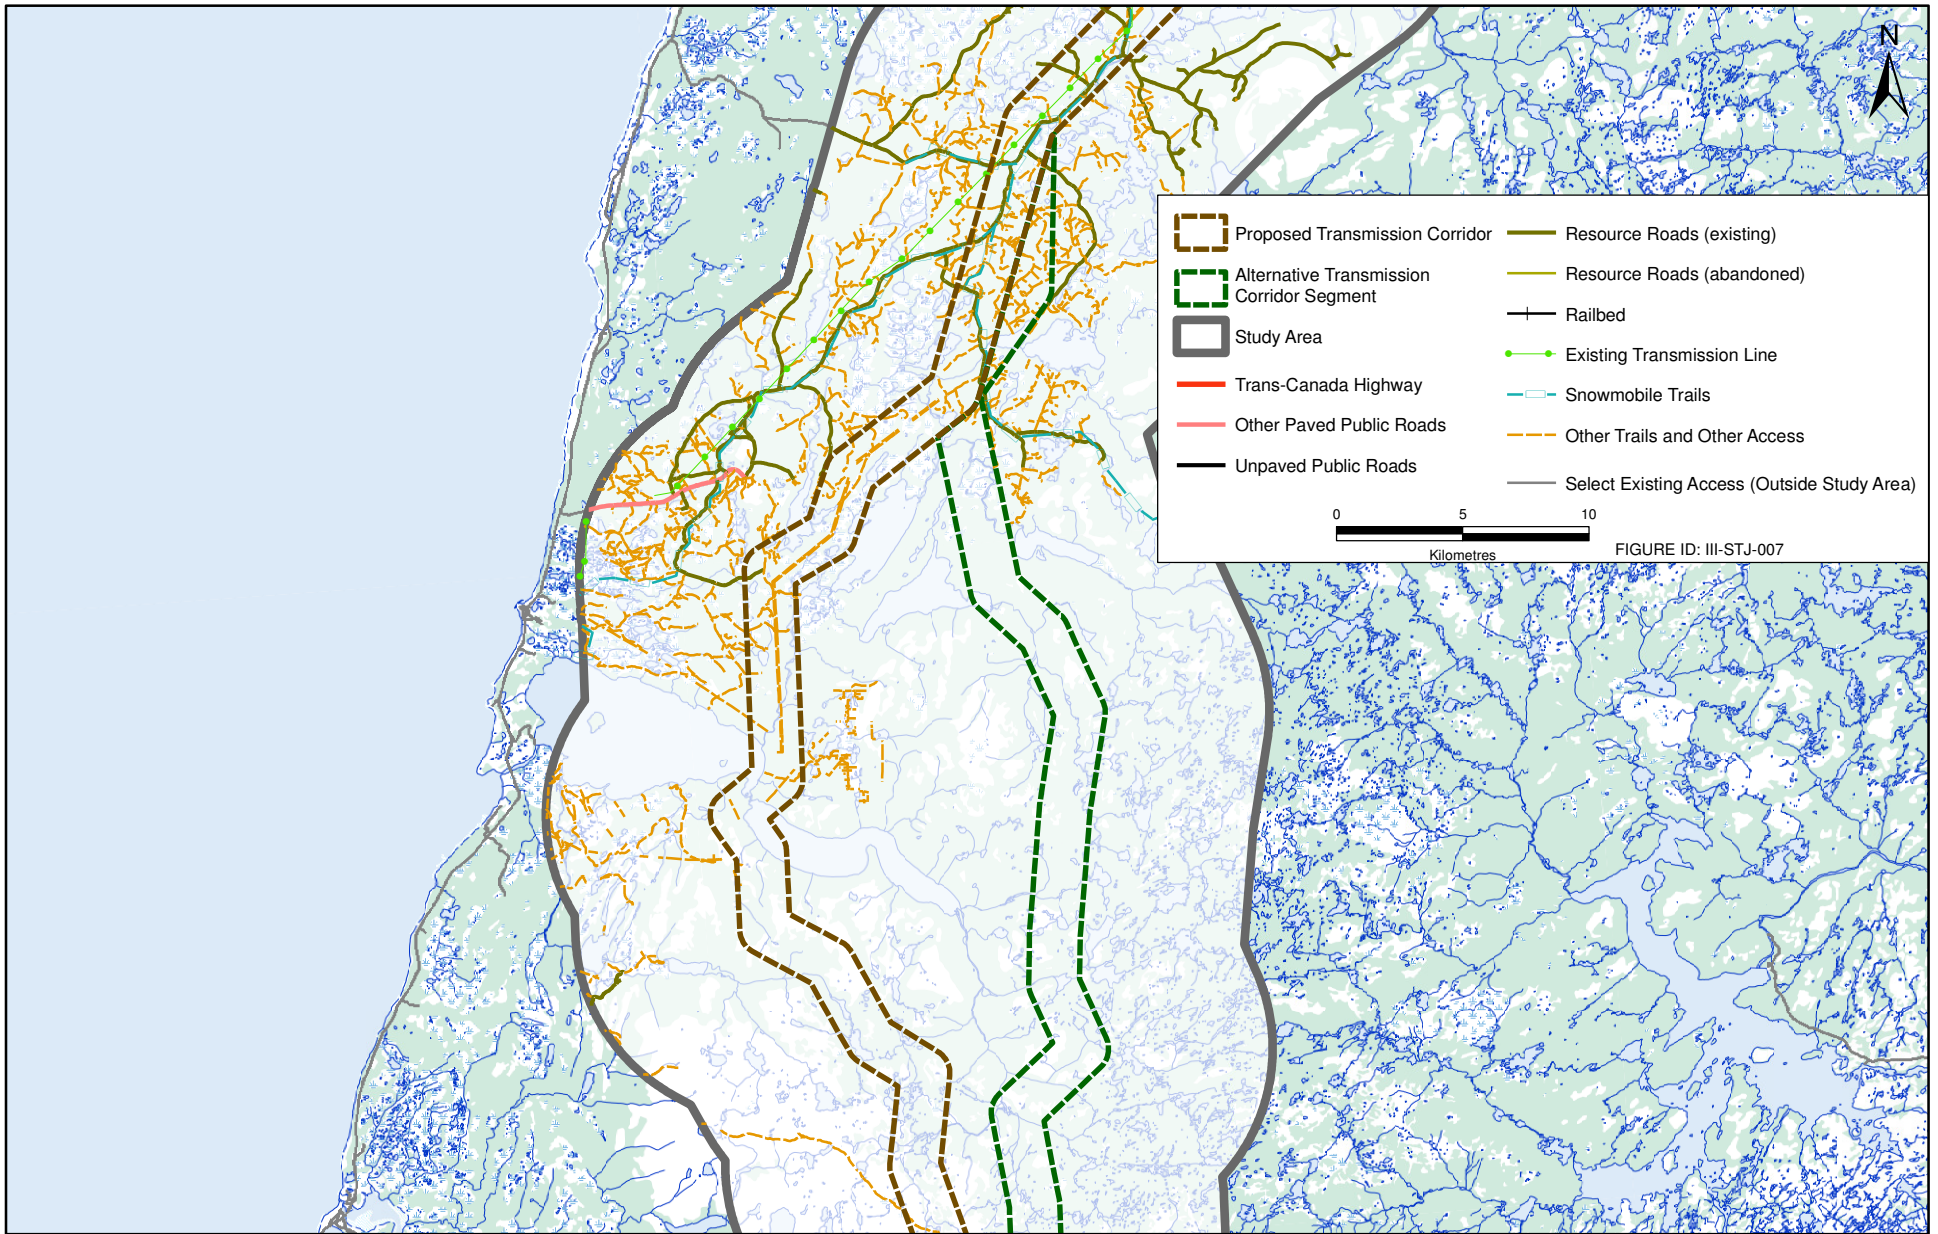 N
Proposed Transmission Corridor
Alternative Transmission
Corridor Segment
Study Area
Trans-Canada Highway
Other Paved Public Roads
Unpaved Public Roads
Resource Roads (existing)
Resource Roads (abandoned)
Railbed
Existing Transmission Line
Snowmobile Trails
Other Trails and Other Access
Select Existing Access (Outside Study Area)
0 5 10
Kilometres
FIGURE ID: III-STJ-007